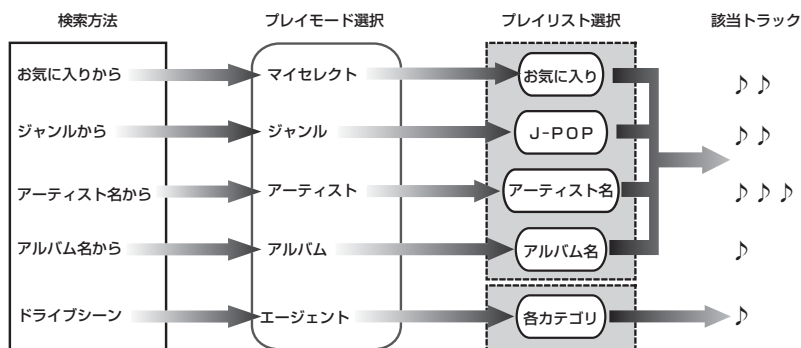 検索方法 プレイモード選択 プレイリスト選択 該当トラック
お気に入りから マイセレクト お気に入り
ジャンルから ジャンル J-POP
アーティスト名から アーティスト アーティスト名
アルバム名から アルバム アルバム名
ドライブシーン エージェント 各カテゴリ